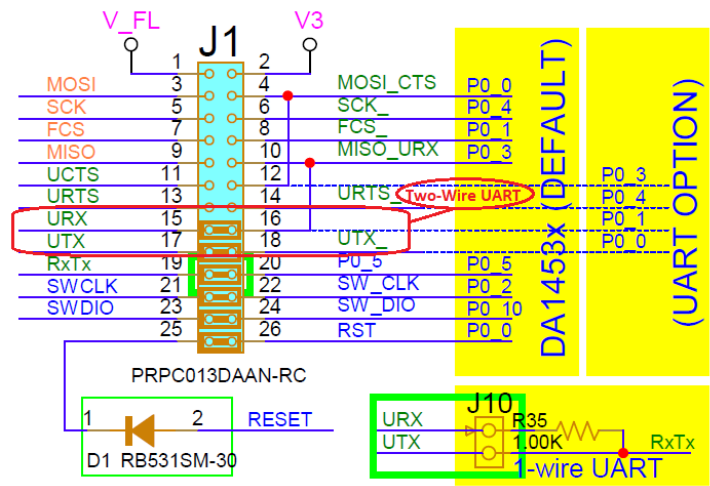 V_FL J1 V3
1 2
MOSI 3 4 MOSI_CTS P0_0
SCK 5 6 SCK_ P0_4
FCS 7 8 FCS_ P0_1
MISO 9 10 MISO_URX P0_3
UCTS 11 12 P0_3
URTS 13 14 URTS_ Two-Wire UART P0_4
URX 15 16 P0_1
UTX 17 18 UTX_ P0_0
RxTx 19 20 P0_5 P0_5
SWCLK 21 22 SW_CLK P0_2
SWDIO 23 24 SW_DIO P0_10
25 26 RST P0_0
DA1453x (DEFAULT)
(UART OPTION)
PRPC013DAAN-RC
1 2 RESET
D1 RB531SM-30
J10
URX R35
UTX 1.00K RxTx
1-wire UART